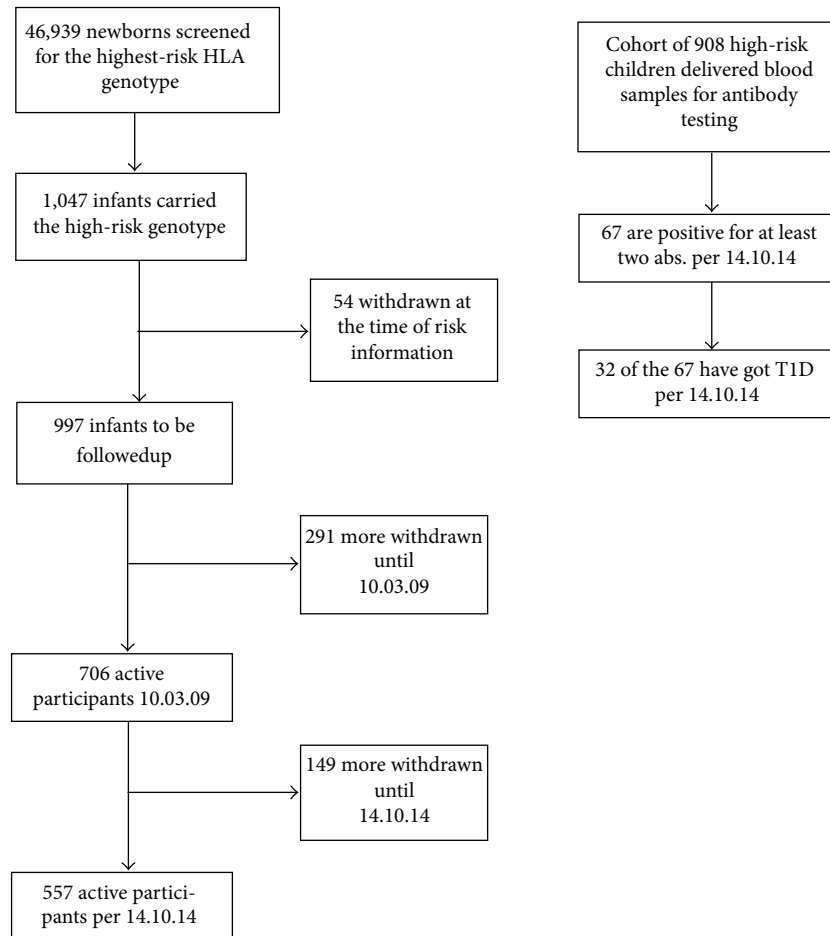 46,939 newborns screened
for the highest-risk HLA
genotype
1,047 infants carried
the high-risk genotype
54 withdrawn at
the time of risk
information
997 infants to be
followedup
291 more withdrawn
until
10.03.09
706 active
participants 10.03.09
149 more withdrawn
until
14.10.14
557 active partici-
pants per 14.10.14
Cohort of 908 high-risk
children delivered blood
samples for antibody
testing
67 are positive for at least
two abs. per 14.10.14
32 of the 67 have got T1D
per 14.10.14